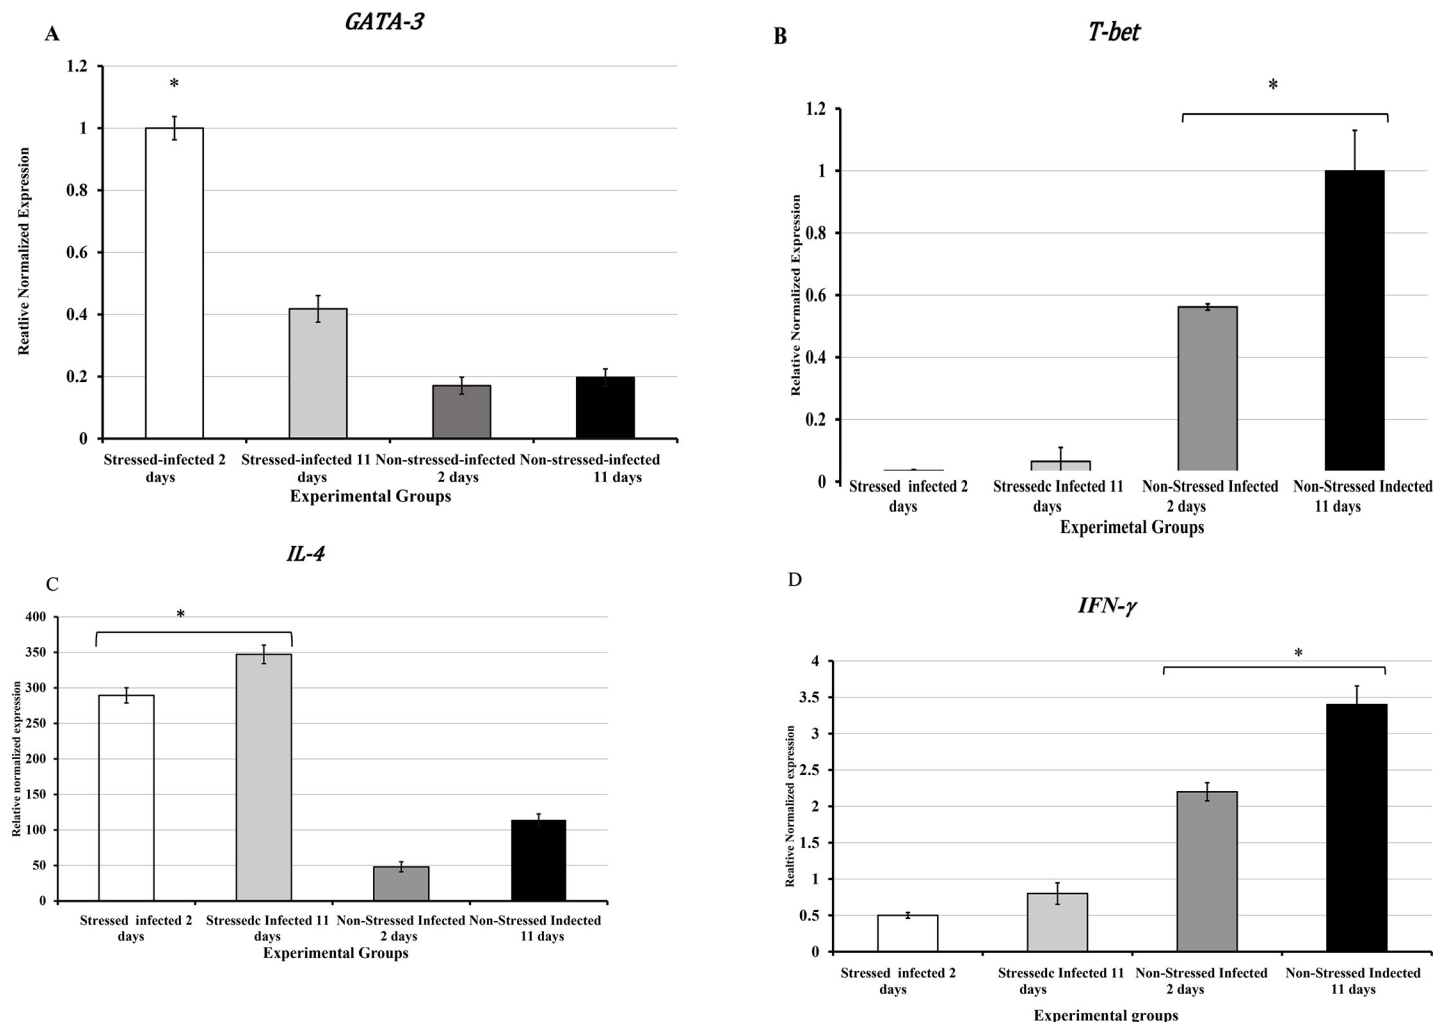 A
GATA-3
Reatlive Normalized Expression
1.2
*
1
0.8
0.6
0.4
0.2
0
Stressed-infected 2 days
Stressed-infected 11 days
Non-stressed-infected 2 days
Non-stressed-infected 11 days
Experimental Groups
B
T-bet
Relative Normalized Expression
*
1.2
1
0.8
0.6
0.4
0.2
0
Stressed infected 2 days
Stressedc Infected 11 days
Non-Stressed Infected 2 days
Non-Stressed Indected 11 days
Experimetal Groups
C
IL-4
Relative normalized expression
*
400
350
300
250
200
150
100
50
0
Stressed infected 2 days
Stressedc Infected 11 days
Non-Stressed Infected 2 days
Non-Stressed Indected 11 days
Experimental Groups
D
IFN-γ
Realtive Normalized expression
*
4
3.5
3
2.5
2
1.5
1
0.5
0
Stressed infected 2 days
Stressedc Infected 11 days
Non-Stressed Infected 2 days
Non-Stressed Indected 11 days
Experimental groups